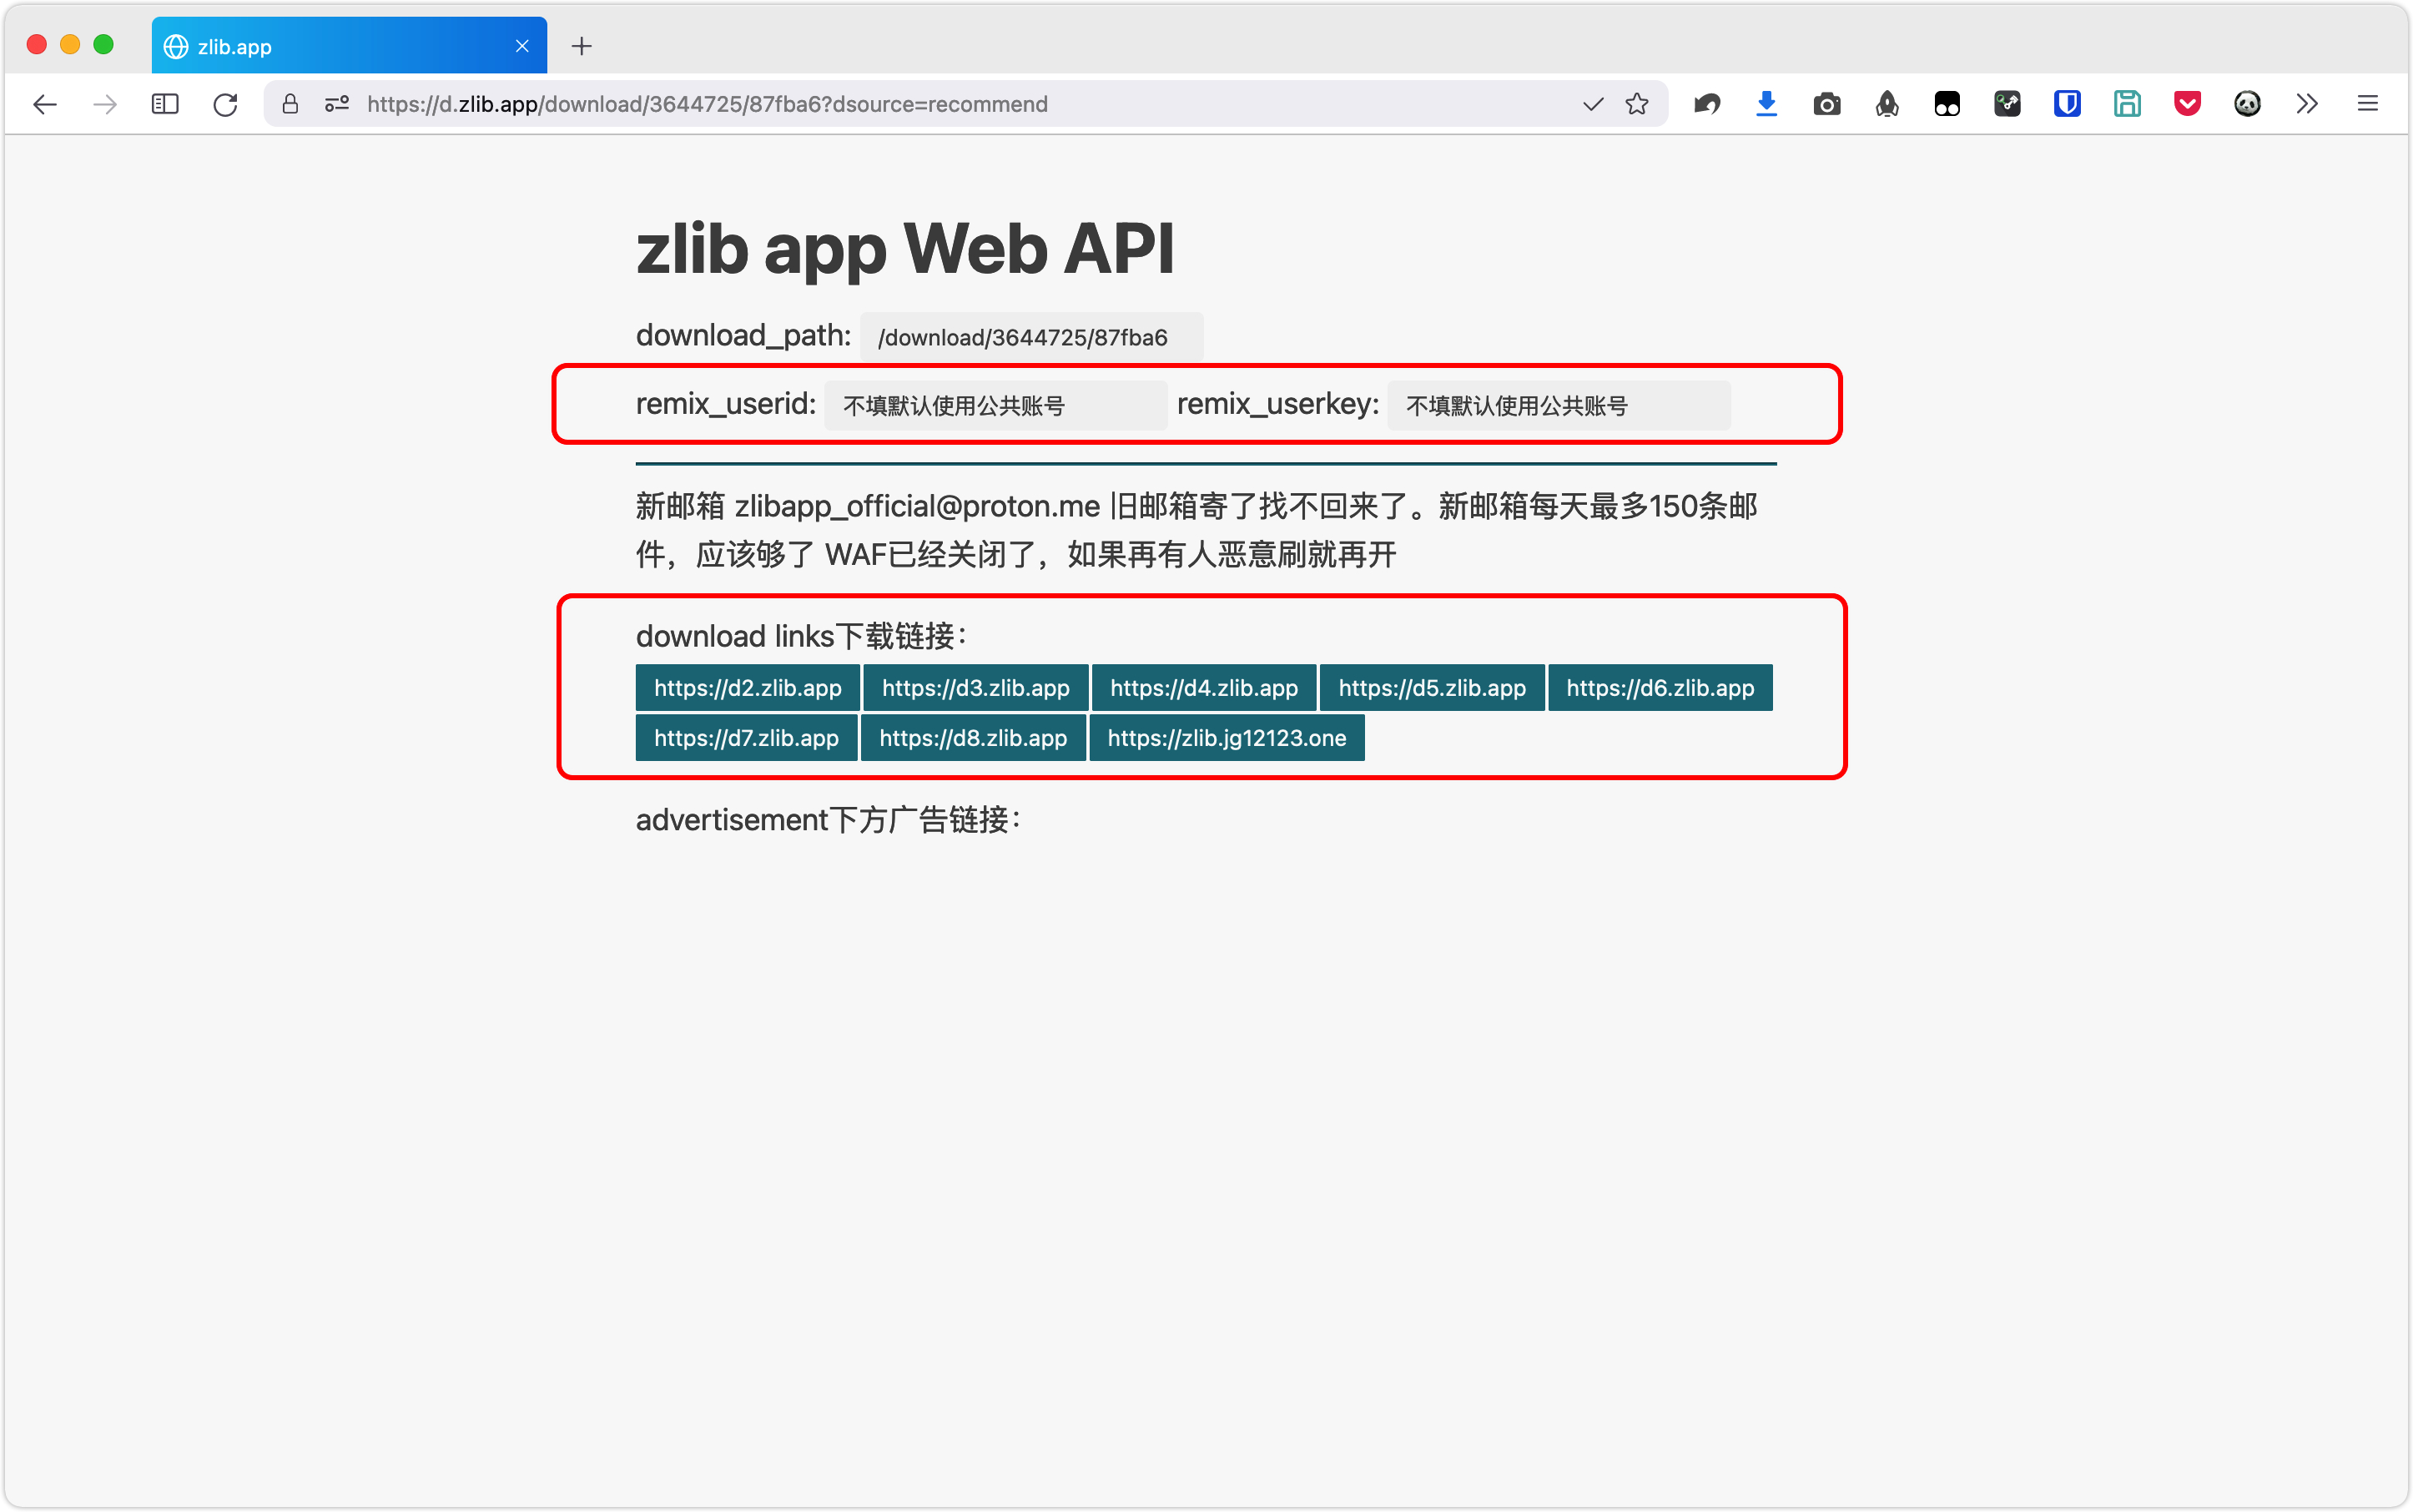 zlib.app
https://d.zlib.app/download/3644725/87fba6?dsource=recommend
zlib app Web API
download_path: /download/3644725/87fba6
remix_userid: 不填默认使用公共账号 remix_userkey: 不填默认使用公共账号
新邮箱 zlibapp_official@proton.me 旧邮箱寄了找不回来了。新邮箱每天最多150条邮
件，应该够了 WAF已经关闭了，如果再有人恶意刷就再开
download links下载链接：
https://d2.zlib.app https://d3.zlib.app https://d4.zlib.app https://d5.zlib.app https://d6.zlib.app
https://d7.zlib.app https://d8.zlib.app https://zlib.jg12123.one
advertisement下方广告链接：